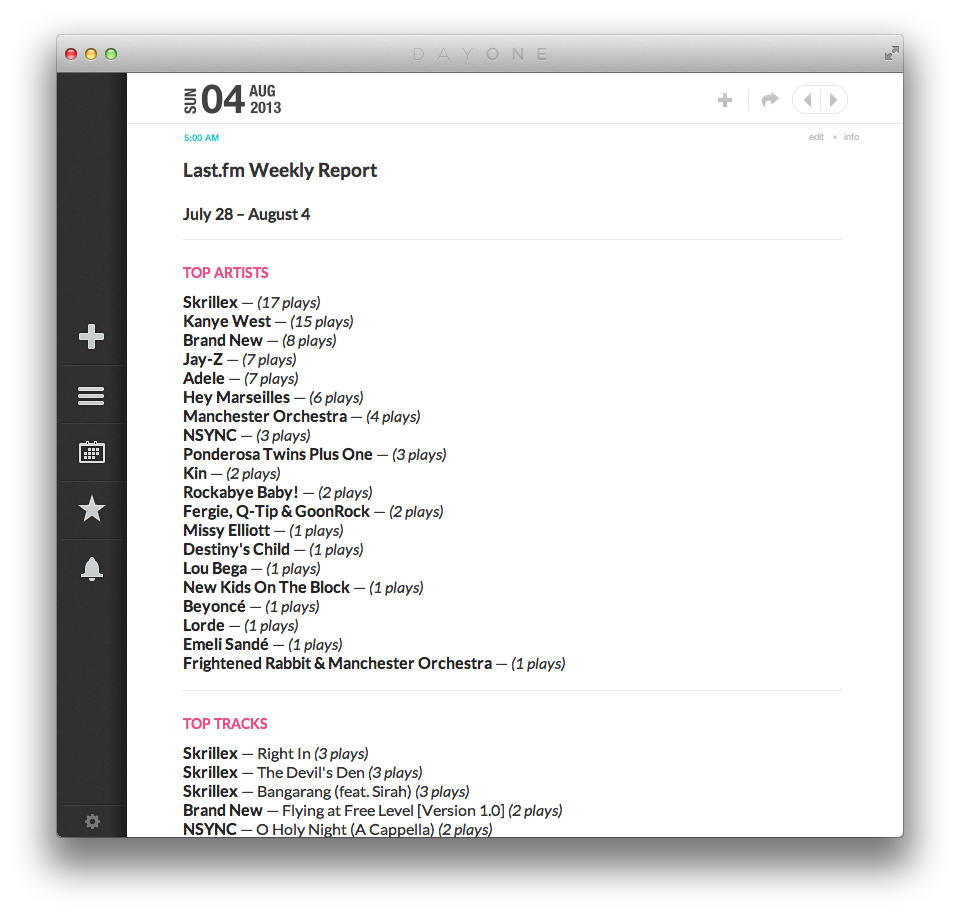 DAYONE
SUN 04 AUG 2013
5:00 AM
edit • info
Last.fm Weekly Report
July 28 – August 4
TOP ARTISTS
Skrillex — (17 plays)
Kanye West — (15 plays)
Brand New — (8 plays)
Jay-Z — (7 plays)
Adele — (7 plays)
Hey Marseilles — (6 plays)
Manchester Orchestra — (4 plays)
NSYNC — (3 plays)
Ponderosa Twins Plus One — (3 plays)
Kin — (2 plays)
Rockabye Baby! — (2 plays)
Fergie, Q-Tip & GoonRock — (2 plays)
Missy Elliott — (1 plays)
Destiny's Child — (1 plays)
Lou Bega — (1 plays)
New Kids On The Block — (1 plays)
Beyoncé — (1 plays)
Lorde — (1 plays)
Emeli Sandé — (1 plays)
Frightened Rabbit & Manchester Orchestra — (1 plays)
TOP TRACKS
Skrillex — Right In (3 plays)
Skrillex — The Devil's Den (3 plays)
Skrillex — Bangarang (feat. Sirah) (3 plays)
Brand New — Flying at Free Level [Version 1.0] (2 plays)
NSYNC — O Holy Night (A Cappella) (2 plays)